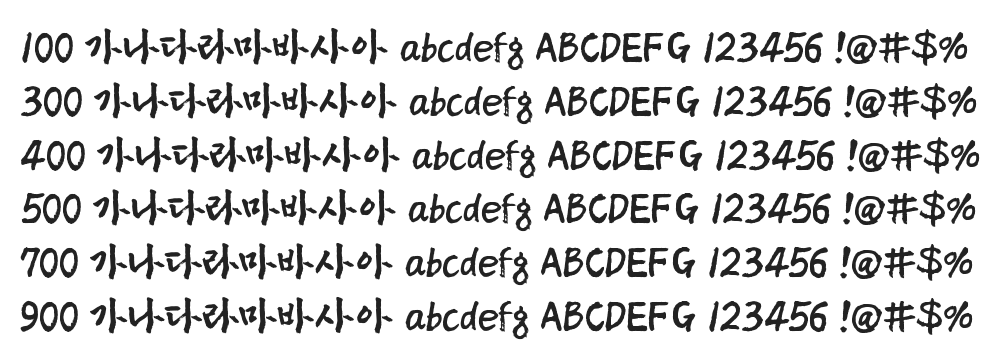 100 가나다라마바사아 abcdefg ABCDEFG 123456 !@#$%
300 가나다라마바사아 abcdefg ABCDEFG 123456 !@#$%
400 가나다라마바사아 abcdefg ABCDEFG 123456 !@#$%
500 가나다라마바사아 abcdefg ABCDEFG 123456 !@#$%
700 가나다라마바사아 abcdefg ABCDEFG 123456 !@#$%
900 가나다라마바사아 abcdefg ABCDEFG 123456 !@#$%